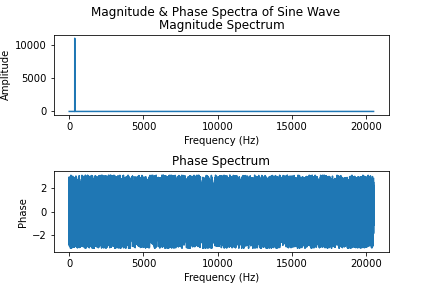 Magnitude & Phase Spectra of Sine Wave
Magnitude Spectrum
10000
5000
0
Amplitude
0 5000 10000 15000 20000
Frequency (Hz)
Phase Spectrum
2
0
−2
Phase
0 5000 10000 15000 20000
Frequency (Hz)